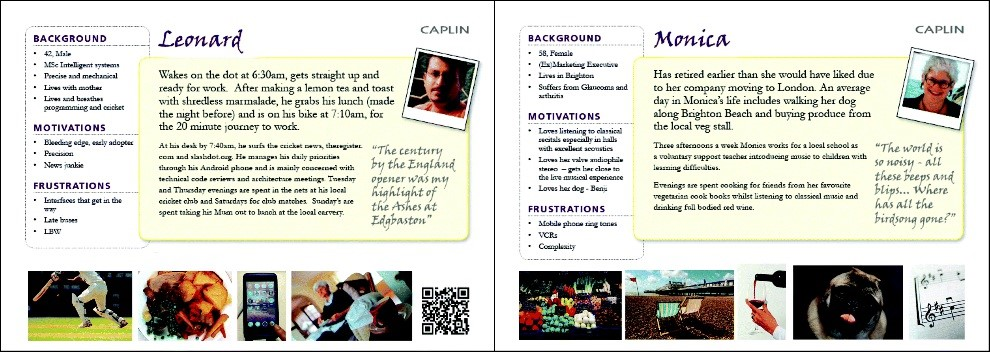 BACKGROUND
• 42, Male
• MSc Intelligent systems
• Precise and mechanical
• Lives with mother
• Lives and breathes
programming and cricket
MOTIVATIONS
• Bleeding edge, early adopter
• Precision
• News junkie
FRUSTRATIONS
• Interfaces that get in the
way
• Late buses
• LBW
Leonard
CAPLIN
Wakes on the dot at 6:30am, gets straight up and
ready for work. After making a lemon tea and toast
with shredless marmalade, he grabs his lunch (made
the night before) and is on his bike at 7:10am, for
the 20 minute journey to work.
At his desk by 7:40am, he surfs the cricket news, theregister.
com and slashdot.org. He manages his daily priorities
through his Android phone and is mainly concerned with
technical code reviews and architecture meetings. Tuesday
and Thursday evenings are spent in the nets at his local
cricket club and Saturdays for club matches. Sunday's are
spent taking his Mum out to lunch at the local carvery.
"The century
by the England
opener was my
highlight of
the Ashes at
Edgbaston"
BACKGROUND
• 58, Female
• (Ex)Marketing Executive
• Lives in Brighton
• Suffers from Glaucoma and
arthritis
MOTIVATIONS
• Loves listening to classical
recitals especially in halls
with excellent acoustics
• Loves her valve audiophile
stereo – gets her close to
the live musical experience
• Loves her dog - Benji
FRUSTRATIONS
• Mobile phone ring tones
• VCRs
• Complexity
Monica
CAPLIN
Has retired earlier than she would have liked due
to her company moving to London. An average
day in Monica's life includes walking her dog
along Brighton Beach and buying produce from
the local veg stall.
Three afternoons a week Monica works for a local school as
a voluntary support teacher introducing music to children with
learning difficulties.
Evenings are spent cooking for friends from her favourite
vegetarian cook books whilst listening to classical music and
drinking full bodied red wine.
"The world is
so noisy - all
these beeps and
blips... Where
has all the
birdsong gone?"